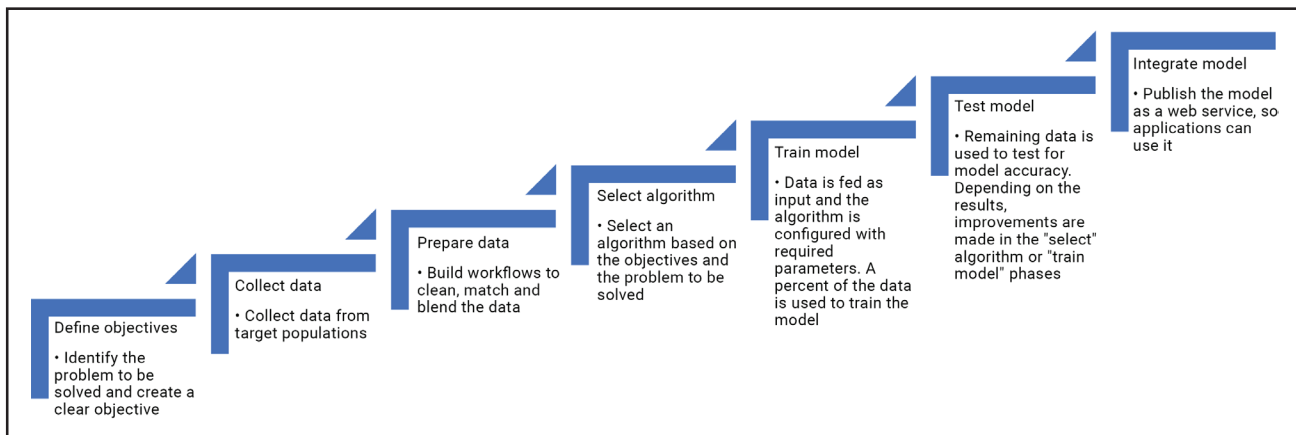 Define objectives
• Identify the
problem to be
solved and create a
clear objective
Collect data
• Collect data from
target populations
Prepare data
• Build workflows to
clean, match and
blend the data
Select algorithm
• Select an
algorithm based on
the objectives and
the problem to be
solved
Train model
• Data is fed as
input and the
algorithm is
configured with
required
parameters. A
percent of the data
is used to train the
model
Test model
• Remaining data is
used to test for
model accuracy.
Depending on the
results,
improvements are
made in the "select"
algorithm or "train
model" phases
Integrate model
• Publish the model
as a web service, so
applications can
use it